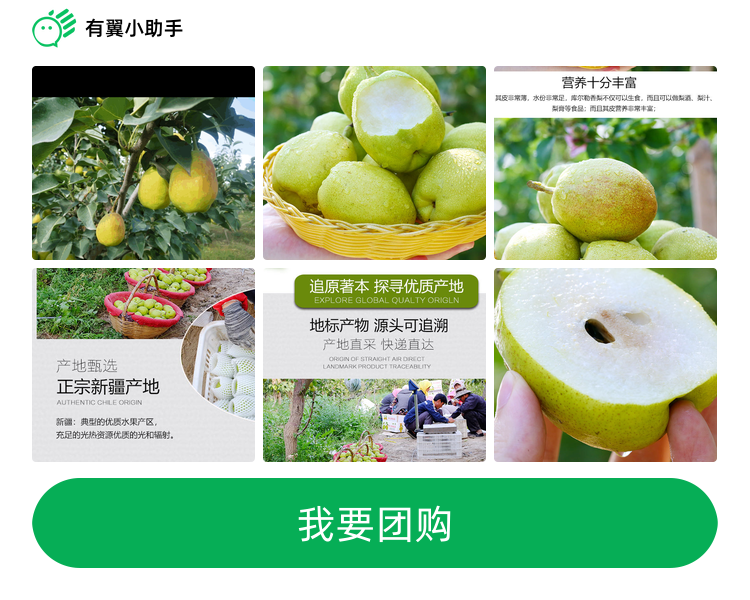 有翼小助手
营养十分丰富
其皮非常薄，水份非常足，库尔勒香梨不仅可以生食，而且可以做梨酒，梨汁，
梨膏等食品；而且其皮营养非常丰富；
产地甄选
正宗新疆产地
AUTHENTIC CHILE ORIGIN
新疆：典型的优质水果产区，
充足的光热资源优质的光和辐射。
追原著本 探寻优质产地
EXPLORE GLOBAL QUALTY ORIGLN
地标产物 源头可追溯
产地直采 快递直达
ORIGIN OF STRAIGHT AIR DIRECT
LANDMARK PRODUCT TRACEABILITY
我要团购